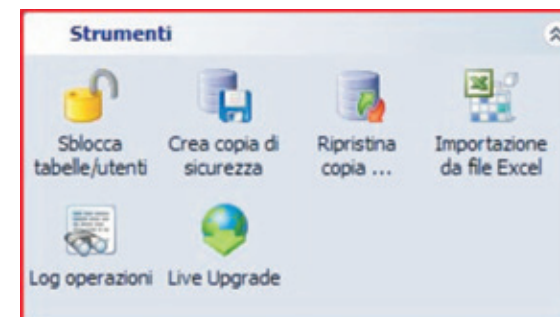 Strumenti
Sblocca
tabelle/utenti
Crea copia di
sicurezza
Ripristina
copia ...
Importazione
da file Excel
Log operazioni
Live Upgrade